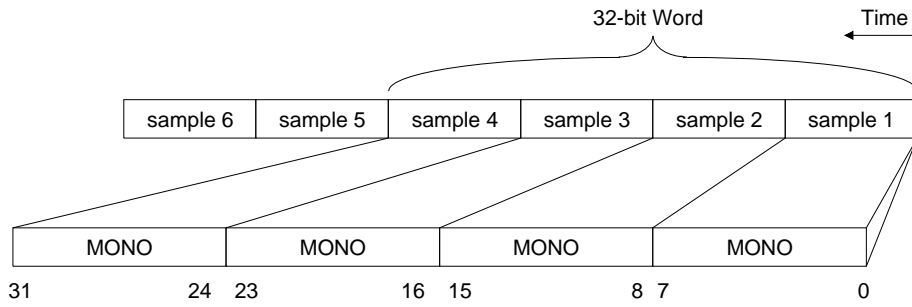 32-bit Word
Time
sample 6 sample 5 sample 4 sample 3 sample 2 sample 1
MONO MONO MONO MONO
31 24 23 16 15 8 7 0